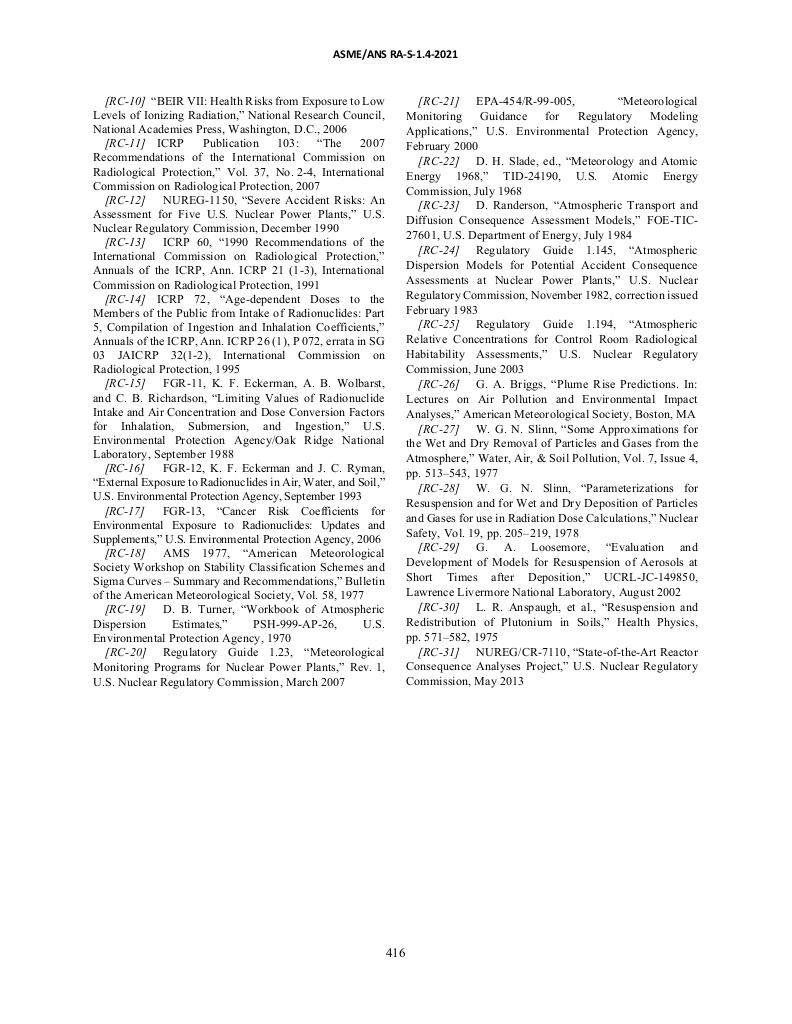 ASME/ANS RA-S-1.4-2021
[RC-10] “BEIR VII: Health Risks from Exposure to Low
Levels of Ionizing Radiation,” National Research Council,
National Academies Press, Washington, D.C., 2006
[RC-11] ICRP Publication 103: “The 2007
Recommendations of the International Commission on
Radiological Protection,” Vol. 37, No. 2-4, International
Commission on Radiological Protection, 2007
[RC-12] NUREG-1150, “Severe Accident Risks: An
Assessment for Five U.S. Nuclear Power Plants,” U.S.
Nuclear Regulatory Commission, December 1990
[RC-13] ICRP 60, “1990 Recommendations of the
International Commission on Radiological Protection,”
Annuals of the ICRP, Ann. ICRP 21 (1-3), International
Commission on Radiological Protection, 1991
[RC-14] ICRP 72, “Age-dependent Doses to the
Members of the Public from Intake of Radionuclides: Part
5, Compilation of Ingestion and Inhalation Coefficients,”
Annuals of the ICRP, Ann. ICRP 26 (1), P 072, errata in SG
03 JAICRP 32(1-2), International Commission on
Radiological Protection, 1995
[RC-15] FGR-11, K. F. Eckerman, A. B. Wolbarst,
and C. B. Richardson, “Limiting Values of Radionuclide
Intake and Air Concentration and Dose Conversion Factors
for Inhalation, Submersion, and Ingestion,” U.S.
Environmental Protection Agency/Oak Ridge National
Laboratory, September 1988
[RC-16] FGR-12, K. F. Eckerman and J. C. Ryman,
“External Exposure to Radionuclides in Air, Water, and Soil,”
U.S. Environmental Protection Agency, September 1993
[RC-17] FGR-13, “Cancer Risk Coefficients for
Environmental Exposure to Radionuclides: Updates and
Supplements,” U.S. Environmental Protection Agency, 2006
[RC-18] AMS 1977, “American Meteorological
Society Workshop on Stability Classification Schemes and
Sigma Curves – Summary and Recommendations,” Bulletin
of the American Meteorological Society, Vol. 58, 1977
[RC-19] D. B. Turner, “Workbook of Atmospheric
Dispersion Estimates,” PSH-999-AP-26, U.S.
Environmental Protection Agency, 1970
[RC-20] Regulatory Guide 1.23, “Meteorological
Monitoring Programs for Nuclear Power Plants,” Rev. 1,
U.S. Nuclear Regulatory Commission, March 2007
[RC-21] EPA-454/R-99-005, “Meteorological
Monitoring Guidance for Regulatory Modeling
Applications,” U.S. Environmental Protection Agency,
February 2000
[RC-22] D. H. Slade, ed., “Meteorology and Atomic
Energy 1968,” TID-24190, U.S. Atomic Energy
Commission, July 1968
[RC-23] D. Randerson, “Atmospheric Transport and
Diffusion Consequence Assessment Models,” FOE-TIC-
27601, U.S. Department of Energy, July 1984
[RC-24] Regulatory Guide 1.145, “Atmospheric
Dispersion Models for Potential Accident Consequence
Assessments at Nuclear Power Plants,” U.S. Nuclear
Regulatory Commission, November 1982, correction issued
February 1983
[RC-25] Regulatory Guide 1.194, “Atmospheric
Relative Concentrations for Control Room Radiological
Habitability Assessments,” U.S. Nuclear Regulatory
Commission, June 2003
[RC-26] G. A. Briggs, “Plume Rise Predictions. In:
Lectures on Air Pollution and Environmental Impact
Analyses,” American Meteorological Society, Boston, MA
[RC-27] W. G. N. Slinn, “Some Approximations for
the Wet and Dry Removal of Particles and Gases from the
Atmosphere,” Water, Air, & Soil Pollution, Vol. 7, Issue 4,
pp. 513–543, 1977
[RC-28] W. G. N. Slinn, “Parameterizations for
Resuspension and for Wet and Dry Deposition of Particles
and Gases for use in Radiation Dose Calculations,” Nuclear
Safety, Vol. 19, pp. 205–219, 1978
[RC-29] G. A. Loosemore, “Evaluation and
Development of Models for Resuspension of Aerosols at
Short Times after Deposition,” UCRL-JC-149850,
Lawrence Livermore National Laboratory, August 2002
[RC-30] L. R. Anspaugh, et al., “Resuspension and
Redistribution of Plutonium in Soils,” Health Physics,
pp. 571–582, 1975
[RC-31] NUREG/CR-7110, “State-of-the-Art Reactor
Consequence Analyses Project,” U.S. Nuclear Regulatory
Commission, May 2013
416